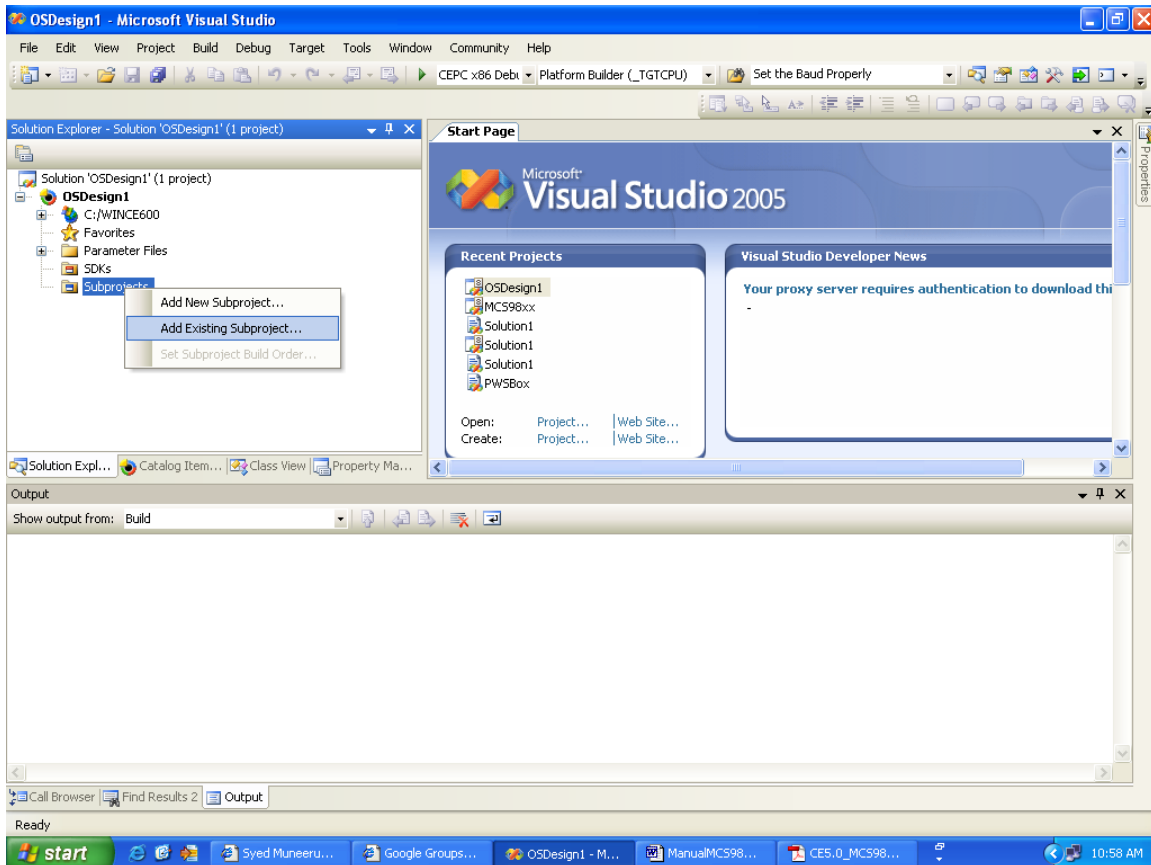 OSDesign1 - Microsoft Visual Studio
File Edit View Project Build Debug Target Tools Window Community Help
CEPC x86 Debu Platform Builder (_TGTCPU) Set the Baud Properly
Solution Explorer - Solution 'OSDesign1' (1 project)
Solution 'OSDesign1' (1 project)
OSDesign1
C:/WINCE600
Favorites
Parameter Files
SDKs
Subprojects
Add New Subproject...
Add Existing Subproject...
Set Subproject Build Order...
Solution Expl... Catalog Item... Class View Property Ma...
Start Page
Microsoft
Visual Studio 2005
Recent Projects
OSDesign1
MCS98xx
Solution1
Solution1
Solution1
PWSBox
Open: Project... Web Site...
Create: Project... Web Site...
Visual Studio Developer News
Your proxy server requires authentication to download thi
-
Properties
Output
Show output from: Build
Call Browser Find Results 2 Output
Ready
start Syed Muneeru... Google Groups... OSDesign1 - M... ManualMCS98... CE5.0_MCS98... 10:58 AM